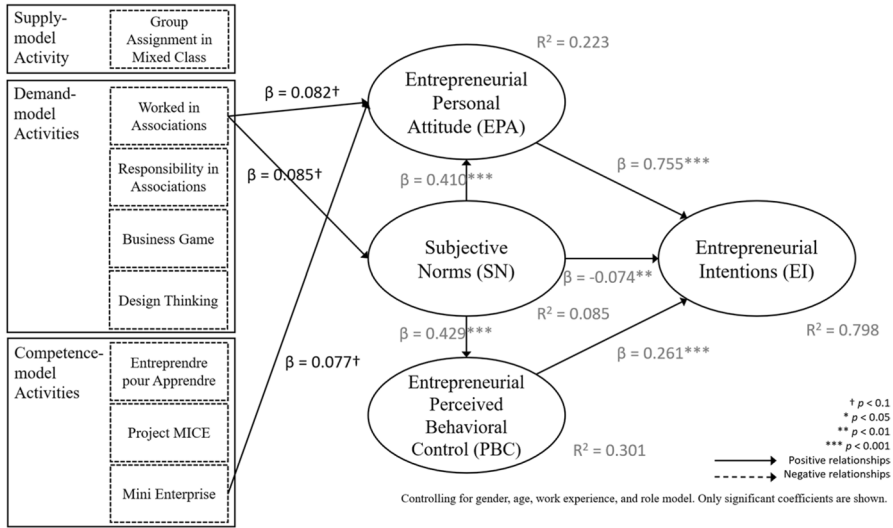 Supply-
model
Activity
Group
Assignment in
Mixed Class
Demand-
model
Activities
Worked in
Associations
Responsibility in
Associations
Business Game
Design Thinking
Competence-
model
Activities
Entreprendre
pour Apprendre
Project MICE
Mini Enterprise
β = 0.082†
β = 0.085†
β = 0.077†
R² = 0.223
Entrepreneurial
Personal
Attitude (EPA)
β = 0.410***
β = 0.755***
Subjective
Norms (SN)
β = -0.074**
R² = 0.085
β = 0.429***
Entrepreneurial
Intentions (EI)
R² = 0.798
β = 0.261***
Entrepreneurial
Perceived
Behavioral
Control (PBC)
R² = 0.301
† p < 0.1
* p < 0.05
** p < 0.01
*** p < 0.001
Positive relationships
Negative relationships
Controlling for gender, age, work experience, and role model. Only significant coefficients are shown.